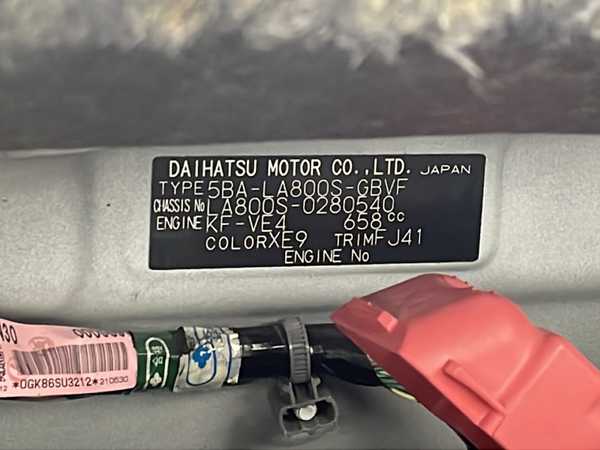 DAIHATSU MOTOR CO.,LTD. JAPAN
TYPE 5BA-LA800S-GBVF
CHASSIS No LA800S-0280540
ENGINE KF-VE4 658cc
COLOR XE9 TRIM FJ41
ENGINE No
*0GK86SU3212*210530